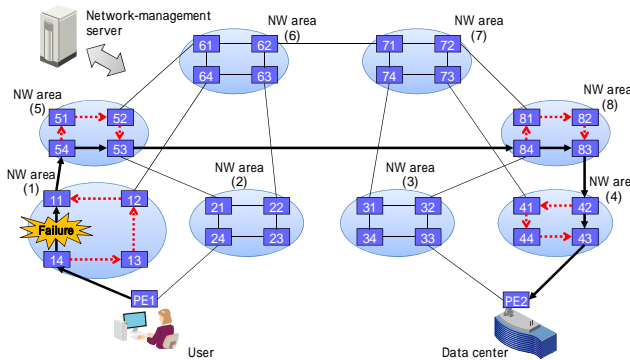 Network-management
server
NW area
(6)
NW area
(7)
61
62
71
72
64
63
74
73
NW area
(5)
NW area
(8)
51
52
81
82
54
53
84
83
NW area
(1)
NW area
(2)
NW area
(3)
NW area
(4)
11
12
21
22
31
32
41
42
Failure
24
23
34
33
44
43
14
13
PE1
PE2
User
Data center